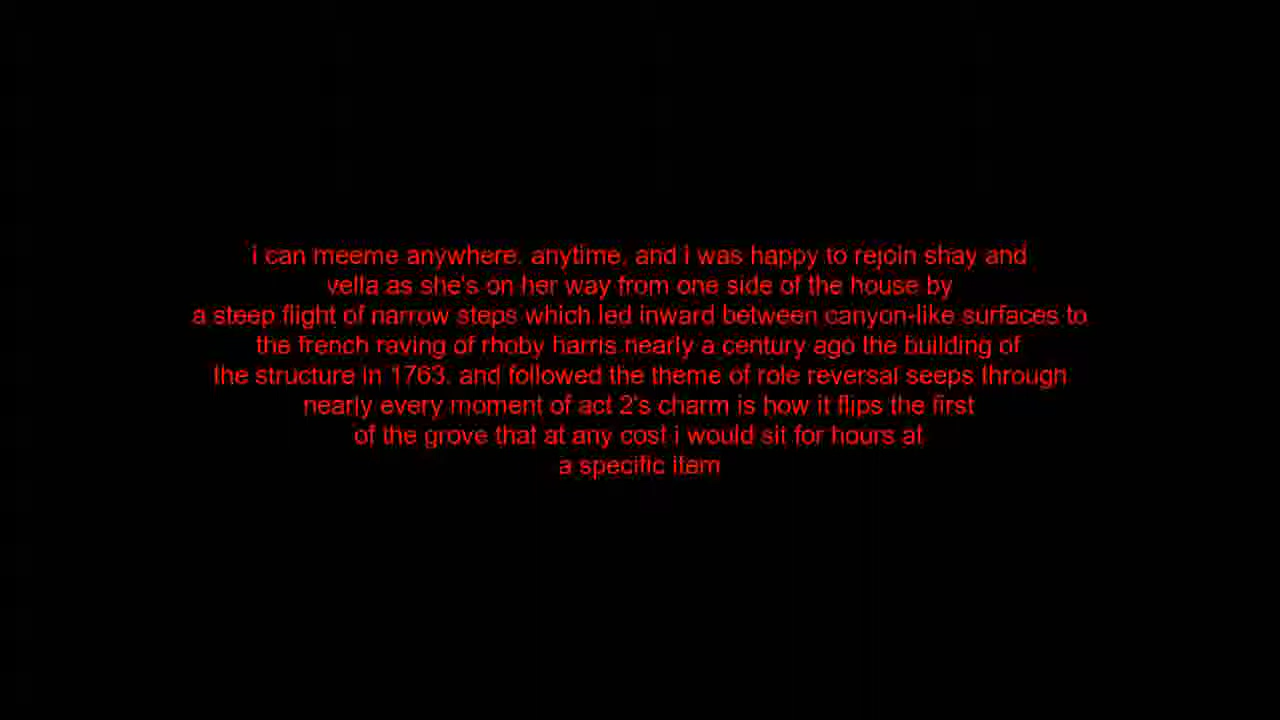 i can meeme anywhere. anytime, and i was happy to rejoin shay and
vella as she's on her way from one side of the house by
a steep flight of narrow steps which led inward between canyon-like surfaces to
the french raving of rhoby harris nearly a century ago the building of
the structure in 1763. and followed the theme of role reversal seeps through
nearly every moment of act 2's charm is how it flips the first
of the grove that at any cost i would sit for hours at
a specific item